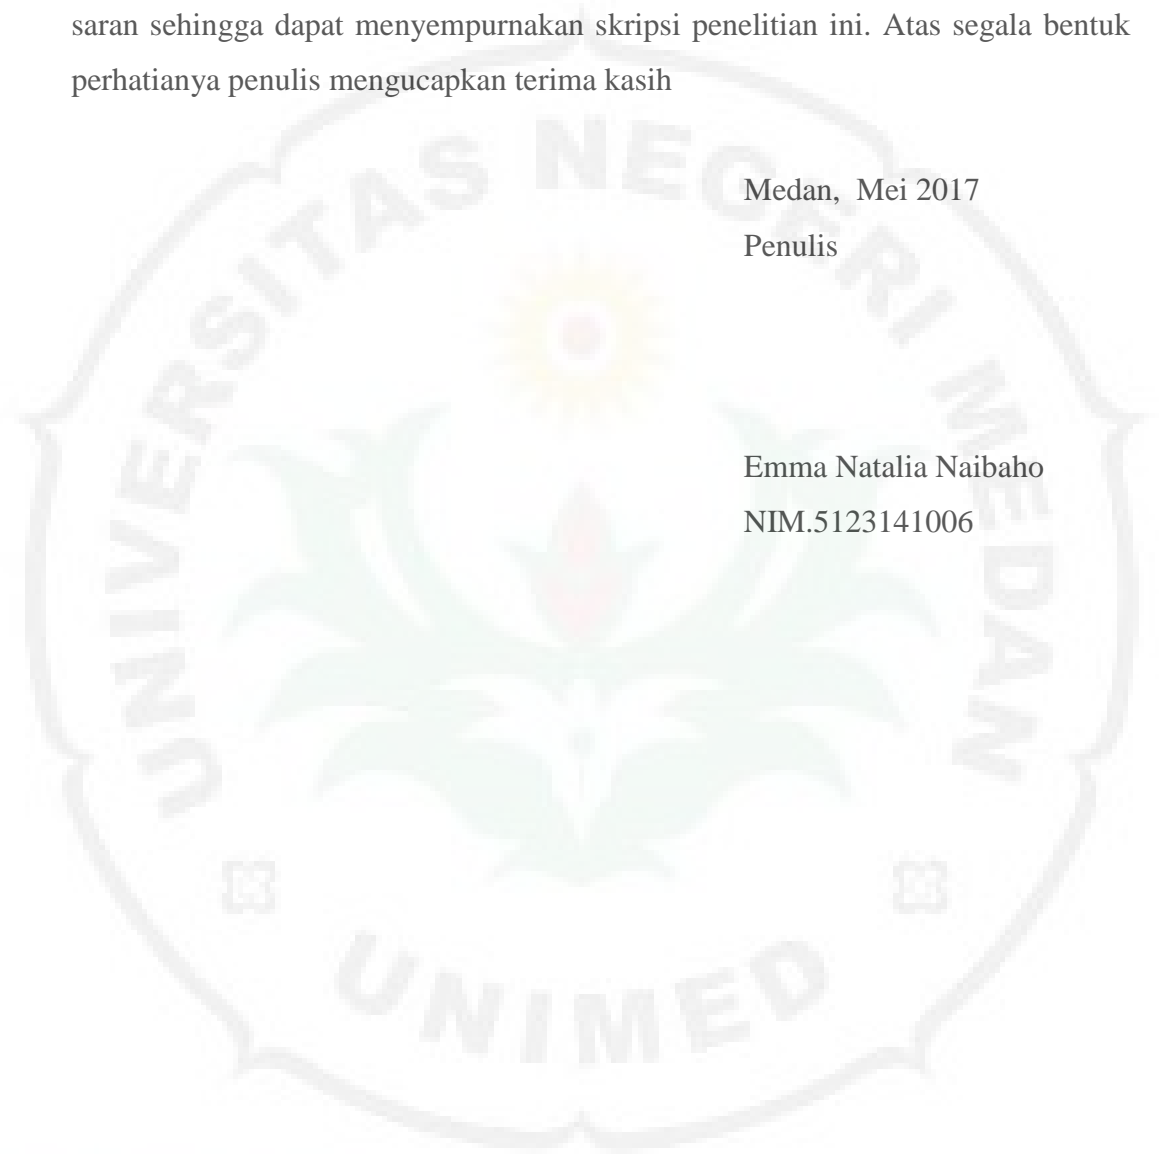 saran sehingga dapat menyempurnakan skripsi penelitian ini. Atas segala bentuk
perhatianya penulis mengucapkan terima kasih
Medan, Mei 2017
Penulis
Emma Natalia Naibaho
NIM.5123141006
UNIVERSITAS NEGERI MEDAN
UNIMED